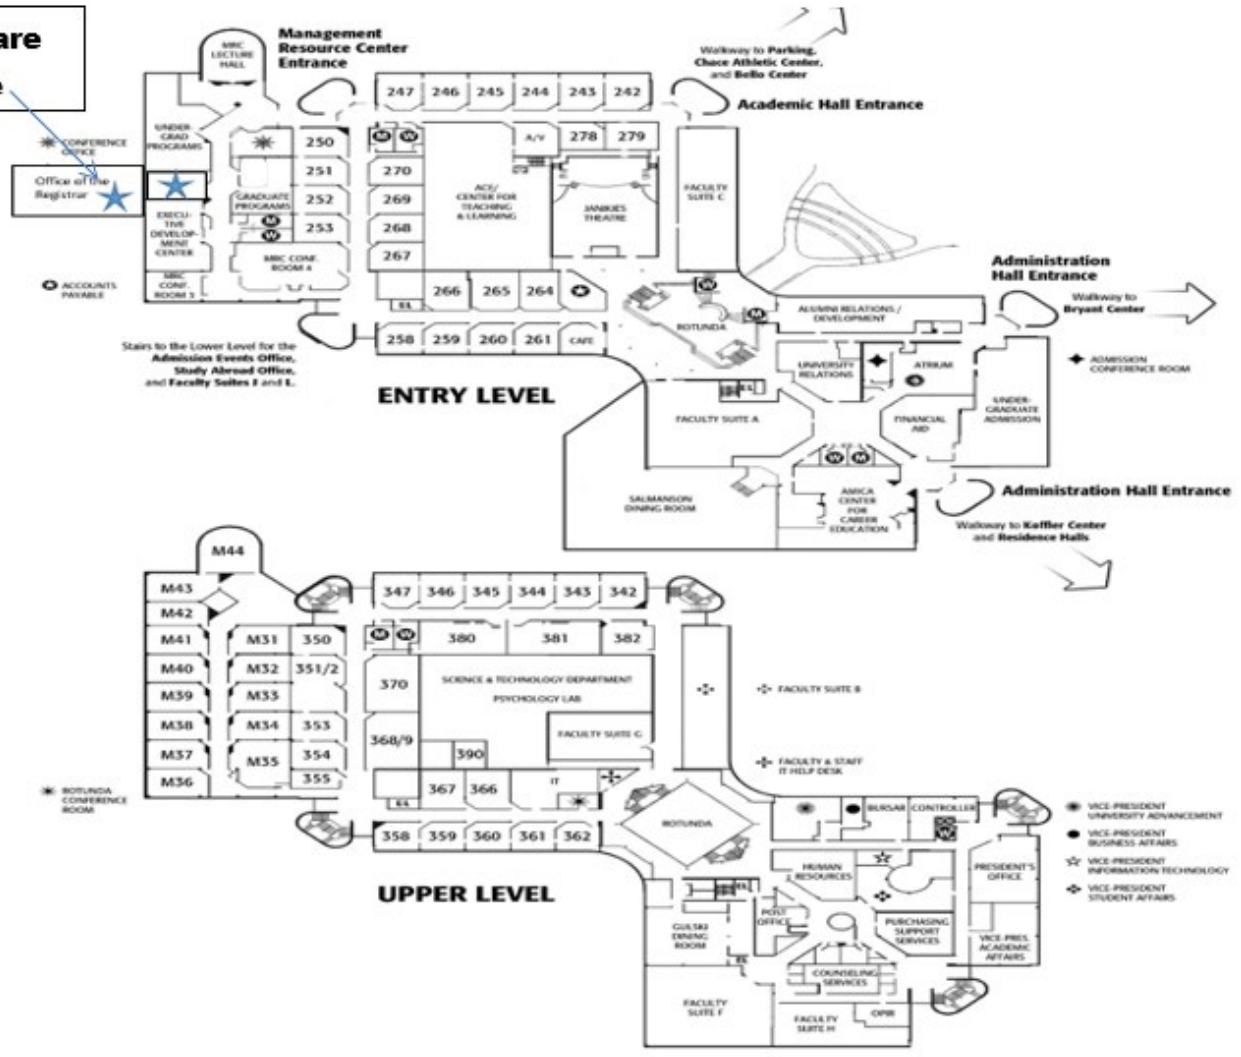 are
e
MRC
LECTURE
HALL
Management
Resource Center
Entrance
Walkway to Parking,
Chace Athletic Center,
and Bello Center
247 246 245 244 243 242
Academic Hall Entrance
UNDER-
GRAD
PROGRAMS
CONFERENCE
OFFICE
250
M W
A/V
278 279
Office of the
Registrar
251
270
GRADUATE
PROGRAMS
252
269
ACE/
CENTER FOR
TEACHING
& LEARNING
JANIKIES
THEATRE
FACULTY
SUITE C
EXECU-
TIVE
DEVELOP-
MENT
CENTER
M
W
253
268
MRC CONF.
ROOM 4
267
MRC
CONF.
ROOM 5
ACCOUNTS
PAYABLE
EL
266 265 264
W
M
ROTUNDA
ALUMNI RELATIONS /
DEVELOPMENT
Administration
Hall Entrance
Walkway to
Bryant Center
258 259 260 261 CAFE
Stairs to the Lower Level for the
Admission Events Office,
Study Abroad Office,
and Faculty Suites J and L.
UNIVERSITY
RELATIONS
ATRIUM
ADMISSION
CONFERENCE ROOM
ENTRY LEVEL
EL
FACULTY SUITE A
FINANCIAL
AID
UNDER-
GRADUATE
ADMISSION
W M
SALMANSON
DINING ROOM
AMICA
CENTER
FOR
CAREER
EDUCATION
Administration Hall Entrance
Walkway to Koffler Center
and Residence Halls
M44
M43
M42
347 346 345 344 343 342
M41 M31 350
M W
380 381 382
M40 M32 351/2
370
SCIENCE & TECHNOLOGY DEPARTMENT
PSYCHOLOGY LAB
FACULTY SUITE B
M39 M33
M38 M34 353
368/9
FACULTY SUITE G
M37 M35 354
390
M36 355
FACULTY & STAFF
IT HELP DESK
367 366
IT
EL
ROTUNDA
CONFERENCE
ROOM
358 359 360 361 362
ROTUNDA
BURSAR CONTROLLER
W
VICE-PRESIDENT
UNIVERSITY ADVANCEMENT
VICE-PRESIDENT
BUSINESS AFFAIRS
VICE-PRESIDENT
INFORMATION TECHNOLOGY
VICE-PRESIDENT
STUDENT AFFAIRS
UPPER LEVEL
HUMAN
RESOURCES
PRESIDENT'S
OFFICE
EL
POST
OFFICE
GULSKI
DINING
ROOM
PURCHASING
SUPPORT
SERVICES
VICE-PRES.
ACADEMIC
AFFAIRS
EL
COUNSELING
SERVICES
FACULTY
SUITE F
FACULTY
SUITE H
OPIR